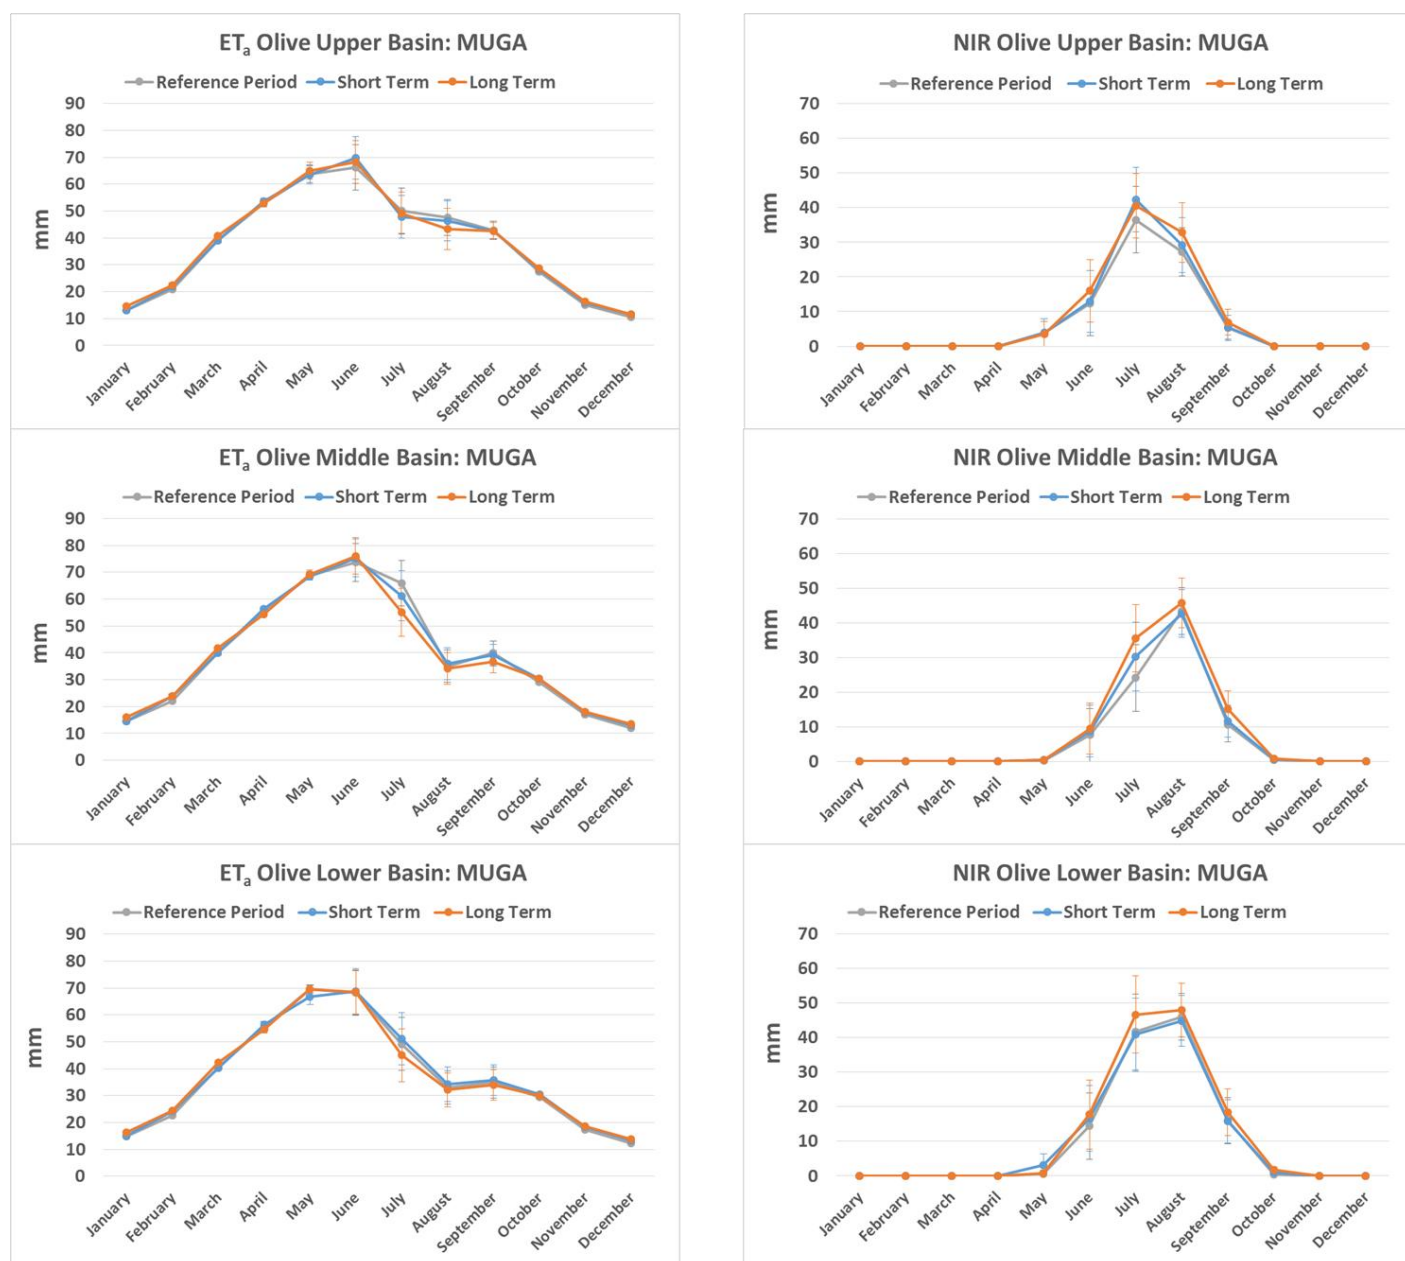 ETa Olive Upper Basin: MUGA
Reference Period Short Term Long Term
90
80
70
60
50
40
30
20
10
0
mm
January February March April May June July August September October November December
NIR Olive Upper Basin: MUGA
Reference Period Short Term Long Term
70
60
50
40
30
20
10
0
mm
January February March April May June July August September October November December
ETa Olive Middle Basin: MUGA
Reference Period Short Term Long Term
90
80
70
60
50
40
30
20
10
0
mm
January February March April May June July August September October November December
NIR Olive Middle Basin: MUGA
Reference Period Short Term Long Term
70
60
50
40
30
20
10
0
mm
January February March April May June July August September October November December
ETa Olive Lower Basin: MUGA
Reference Period Short Term Long Term
90
80
70
60
50
40
30
20
10
0
mm
January February March April May June July August September October November December
NIR Olive Lower Basin: MUGA
Reference Period Short Term Long Term
70
60
50
40
30
20
10
0
mm
January February March April May June July August September October November December